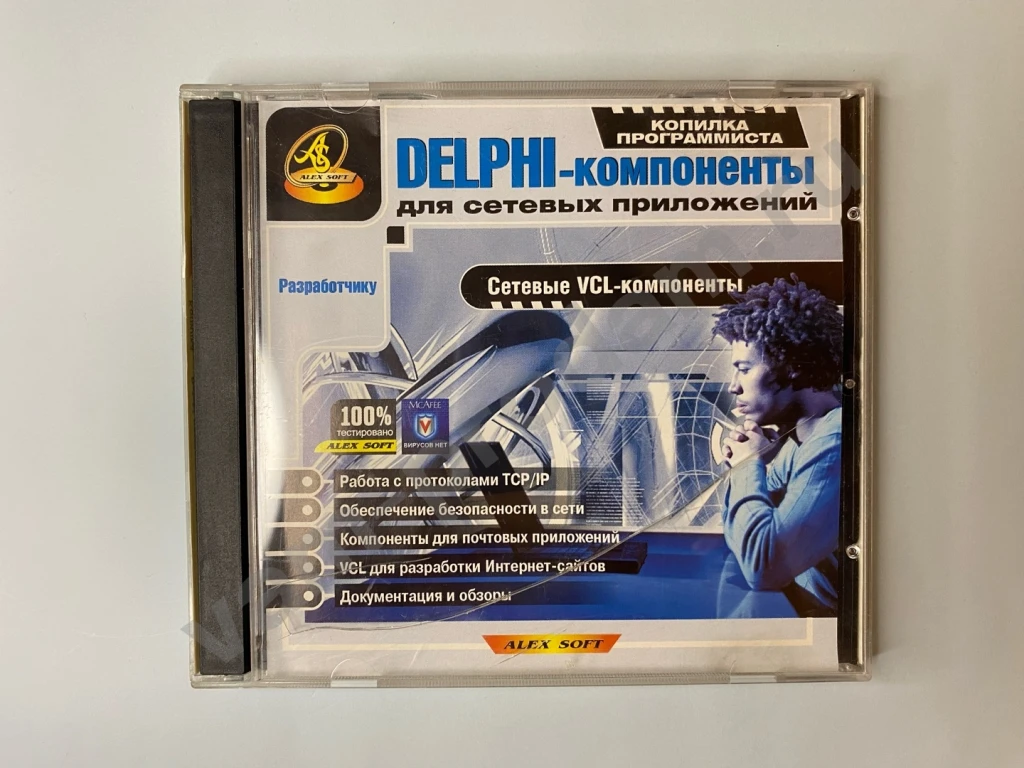 КОПИЛКА
ПРОГРАММИСТА
ALEX SOFT
DELPHI-компоненты
для сетевых приложений
Разработчику
Сетевые VCL-компоненты
100%
тестировано
ALEX SOFT
MCAFEE
ВИРУСОВ НЕТ
Работа с протоколами TCP/IP
Обеспечение безопасности в сети
Компоненты для почтовых приложений
VCL для разработки Интернет-сайтов
Документация и обзоры
ALEX SOFT